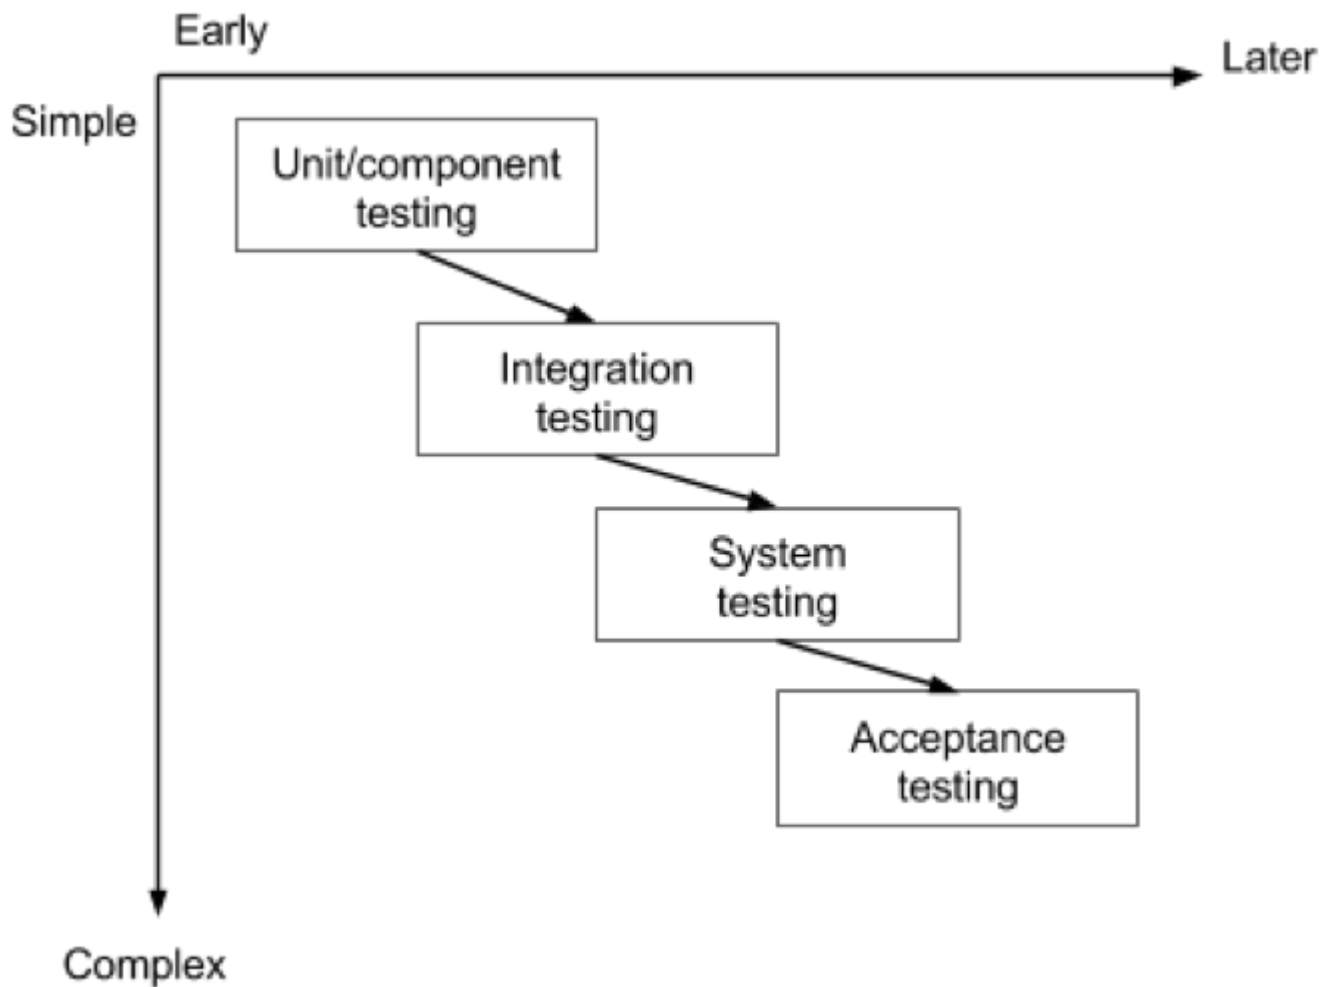 Early
Later
Simple
Unit/component
testing
Integration
testing
System
testing
Acceptance
testing
Complex